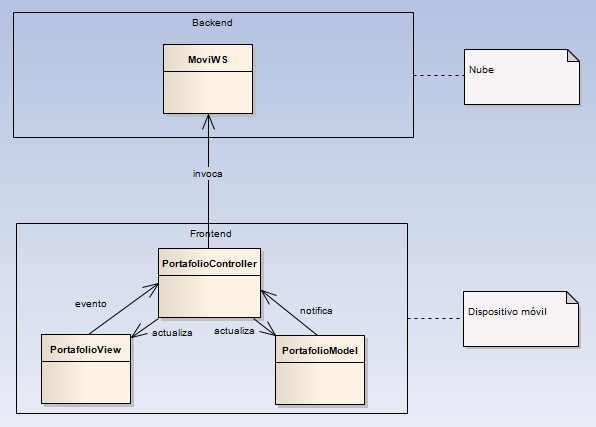 Backend
MoviWS
Nube
invoca
Frontend
PortafolioController
evento
notifica
Dispositivo móvil
actualiza
actualiza
PortafolioView
PortafolioModel